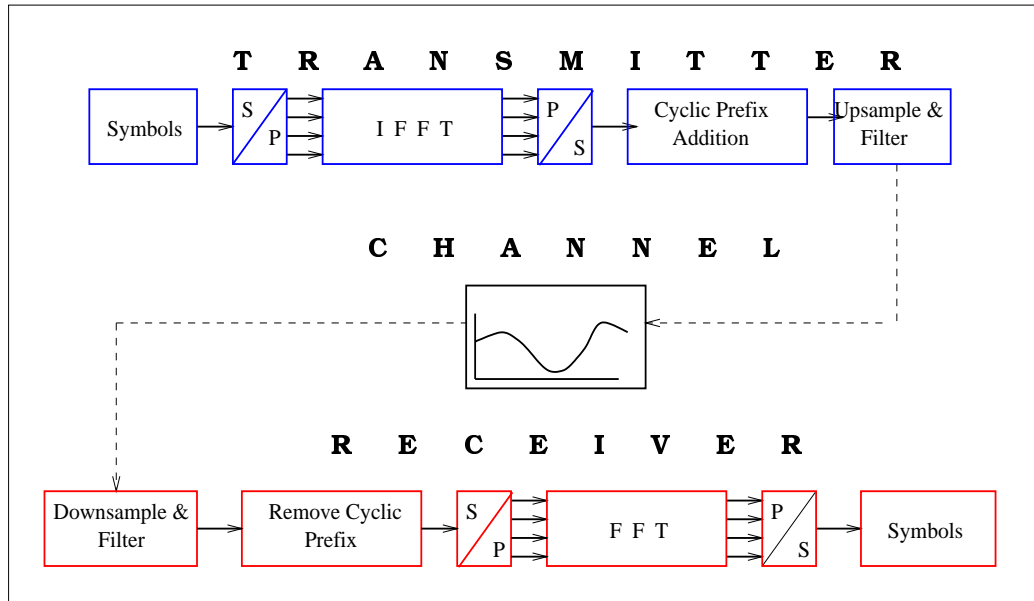 T R A N S M I T T E R
Symbols
S
P
I F F T
P
S
Cyclic Prefix
Addition
Upsample &
Filter
C H A N N E L
R E C E I V E R
Downsample &
Filter
Remove Cyclic
Prefix
S
P
F F T
P
S
Symbols